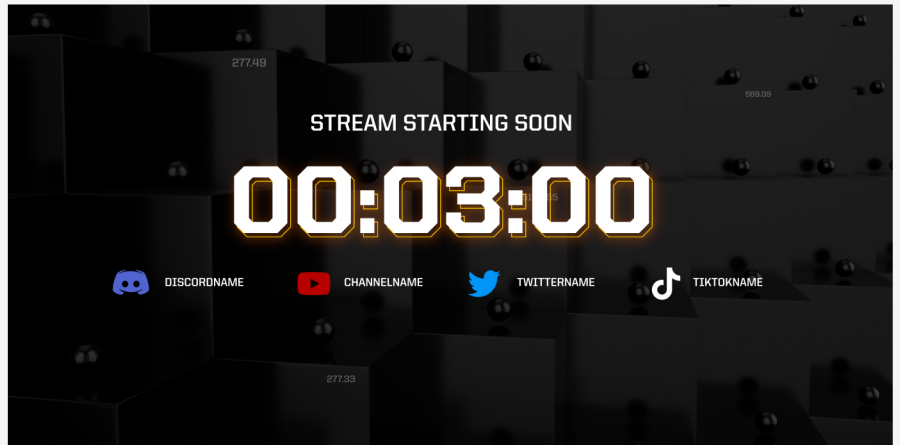 277.49
569.09
STREAM STARTING SOON
00:03:00
DISCORDNAME CHANNELNAME TWITTERNAME TIKTOKNAME
277.33